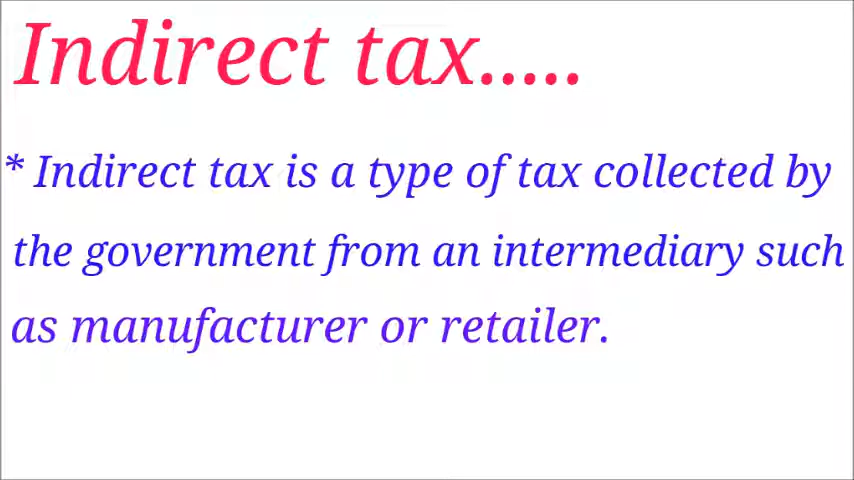 Indirect tax.....
* Indirect tax is a type of tax collected by
the government from an intermediary such
as manufacturer or retailer.